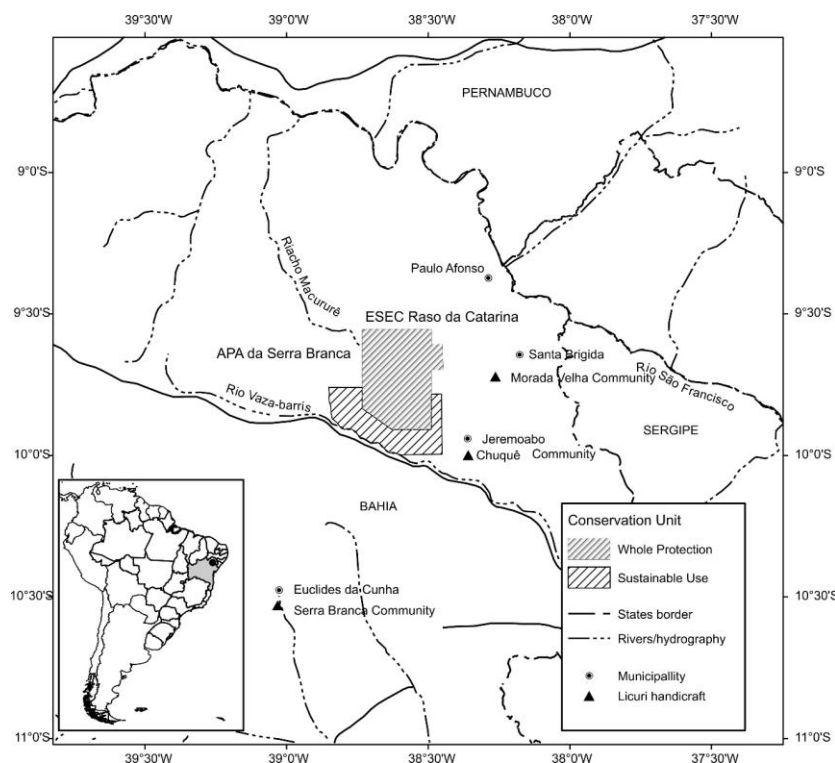 39°30'S
39°0'S
38°30'S
38°0'S
37°30'S
PERNAMBUCO
9°0'S
9°0'S
Riacho Macururê
Paulo Afonso
9°30'S
9°30'S
ESEC Raso da Catarina
APA da Serra Branca
Santa Brigida
Morada Velha Community
Rio São Francisco
Rio Vaza-barris
SERGIPE
Jeremoabo
Chuquê Community
10°0'S
10°0'S
BAHIA
Conservation Unit
Whole Protection
Sustainable Use
States border
Rivers/hydrography
Municipallity
Licuri handicraft
Euclides da Cunha
Serra Branca Community
10°30'S
10°30'S
11°0'S
11°0'S
39°30'S
39°0'S
38°30'S
38°0'S
37°30'S